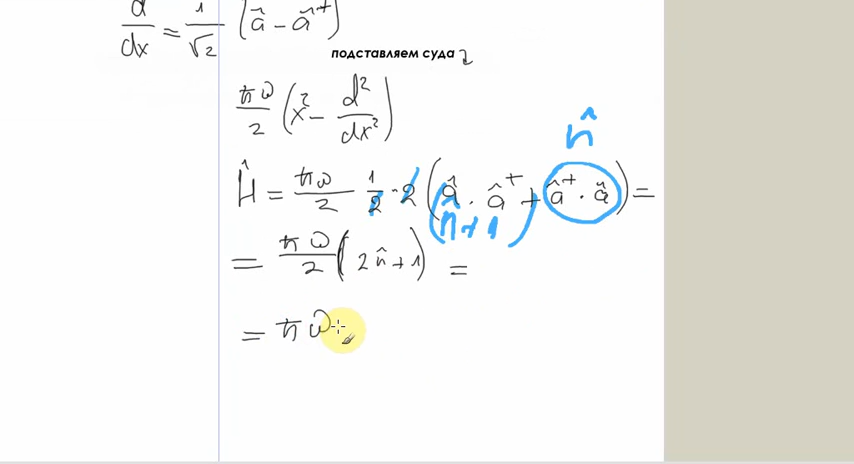 d/dx = 1/√2 (â - â⁺)
подставляем суда
ħω/2 (x² - d²/dx²)
n̂
Ĥ = ħω/2 1/2 · 2 (â · â⁺ + â⁺ · â) =
(n̂+1)
= ħω/2 (2n̂+1) =
= ħω